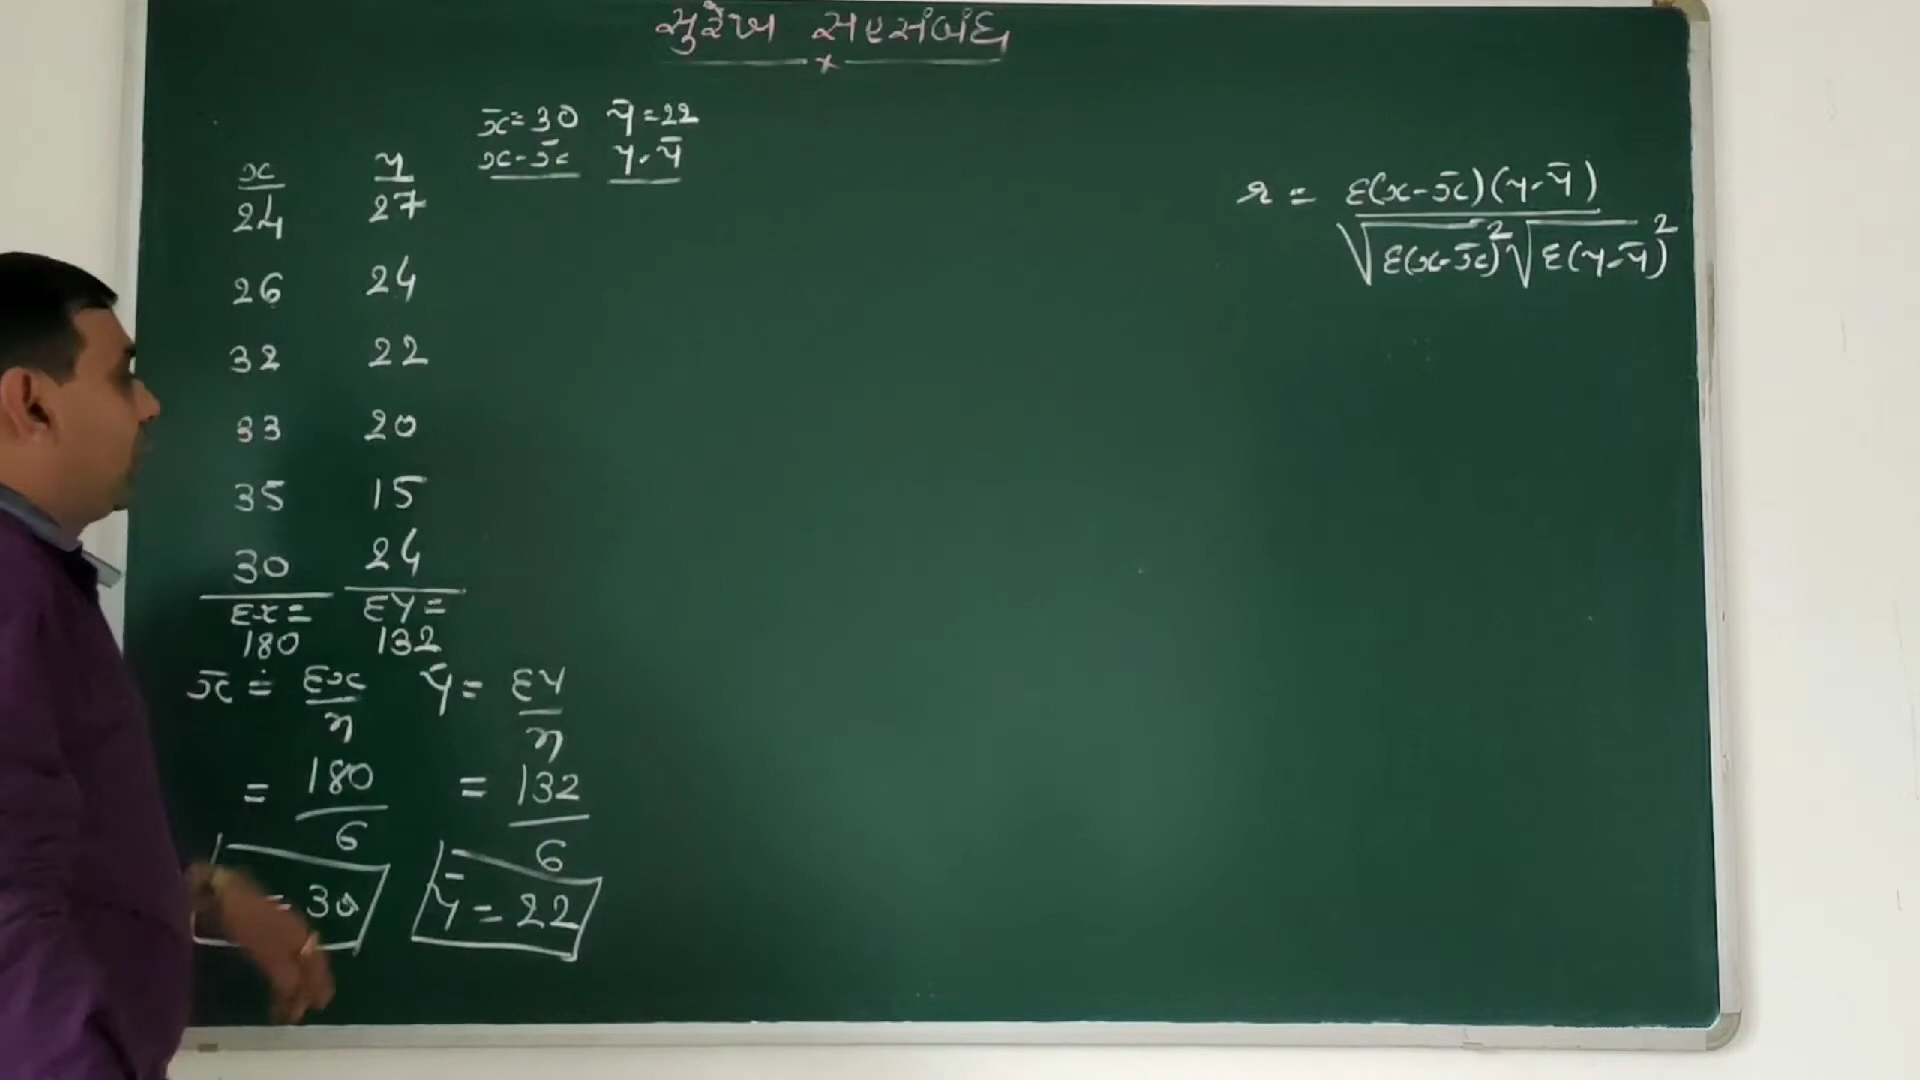 સુરેખ સહસંબંધ
x̄ = 30 ȳ = 22
x - x̄ y - ȳ
x y
24 27
26 24
32 22
33 20
35 15
30 24
Σx = ΣY =
180 132
x̄ = Σx/n ȳ = ΣY/n
= 180/6 = 132/6
= 30 ȳ = 22
r = Σ(x-x̄)(y-ȳ) / √Σ(x-x̄)² √Σ(y-ȳ)²